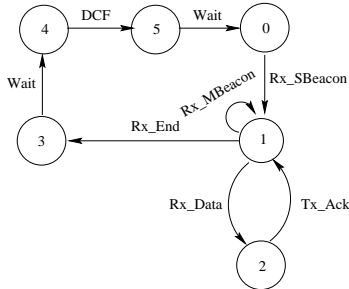 DCF
Wait
4
5
0
Wait
Rx_MBeacon
Rx_SBeacon
Rx_End
3
1
Rx_Data
Tx_Ack
2